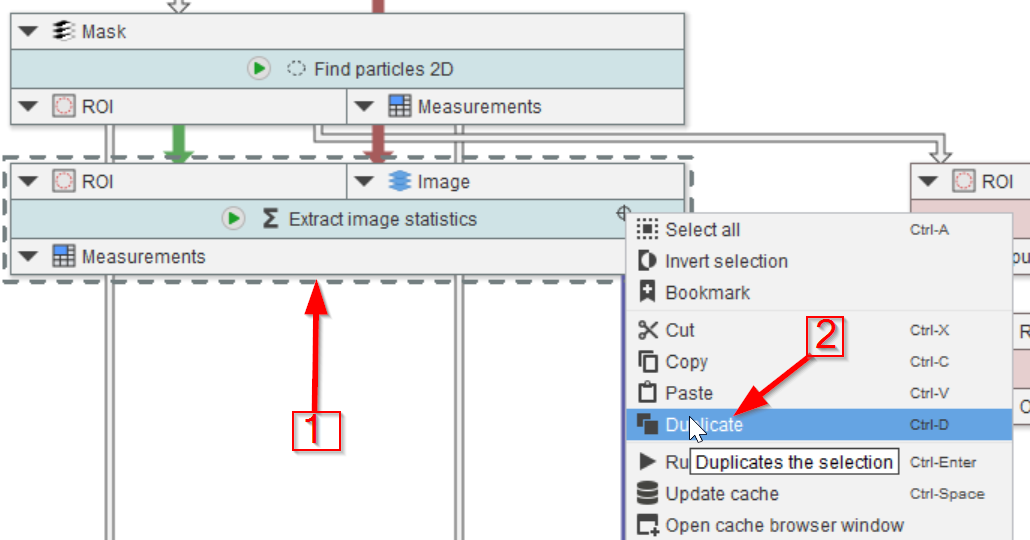 Mask
Find particles 2D
ROI Measurements
ROI Image ROI
Extract image statistics
Measurements
Select all Ctrl-A
Invert selection
Bookmark
Cut Ctrl-X
Copy Ctrl-C
Paste Ctrl-V
Duplicate Ctrl-D
Ru Duplicates the selection Ctrl-Enter
Update cache Ctrl-Space
Open cache browser window
1
2